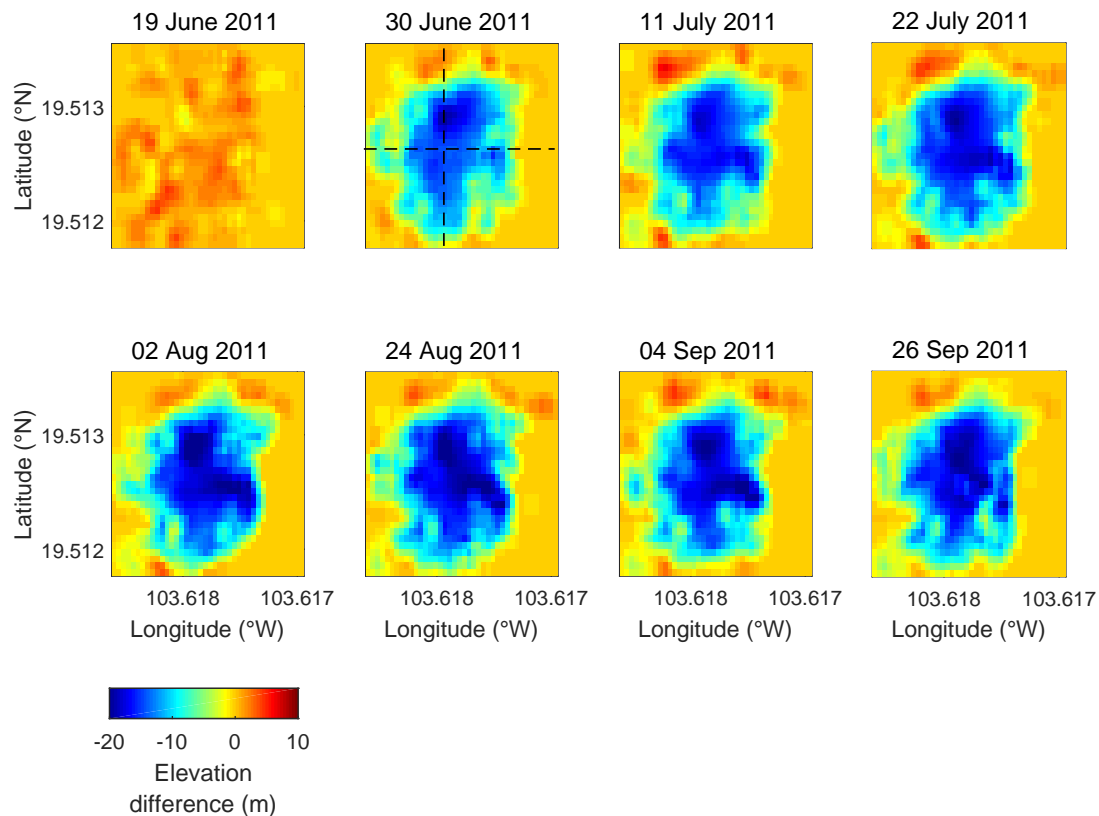 19 June 2011
30 June 2011
11 July 2011
22 July 2011
Latitude (°N)
19.513
19.512
02 Aug 2011
24 Aug 2011
04 Sep 2011
26 Sep 2011
Latitude (°N)
19.513
19.512
103.618 103.617
103.618 103.617
103.618 103.617
103.618 103.617
Longitude (°W)
Longitude (°W)
Longitude (°W)
Longitude (°W)
-20 -10 0 10
Elevation
difference (m)